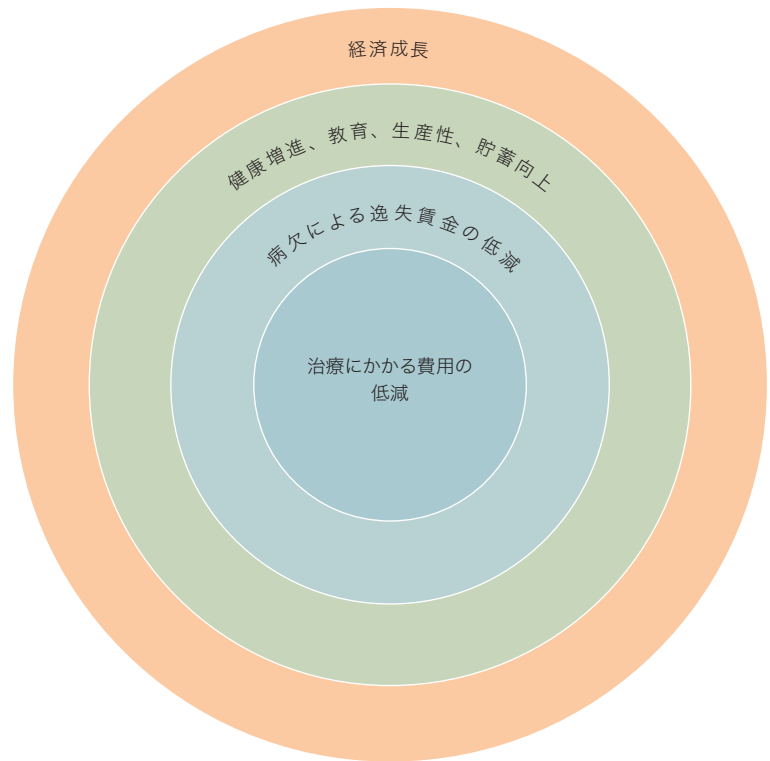 経済成長
健康増進、教育、生産性、貯蓄向上
病欠による逸失賃金の低減
治療にかかる費用の
低減